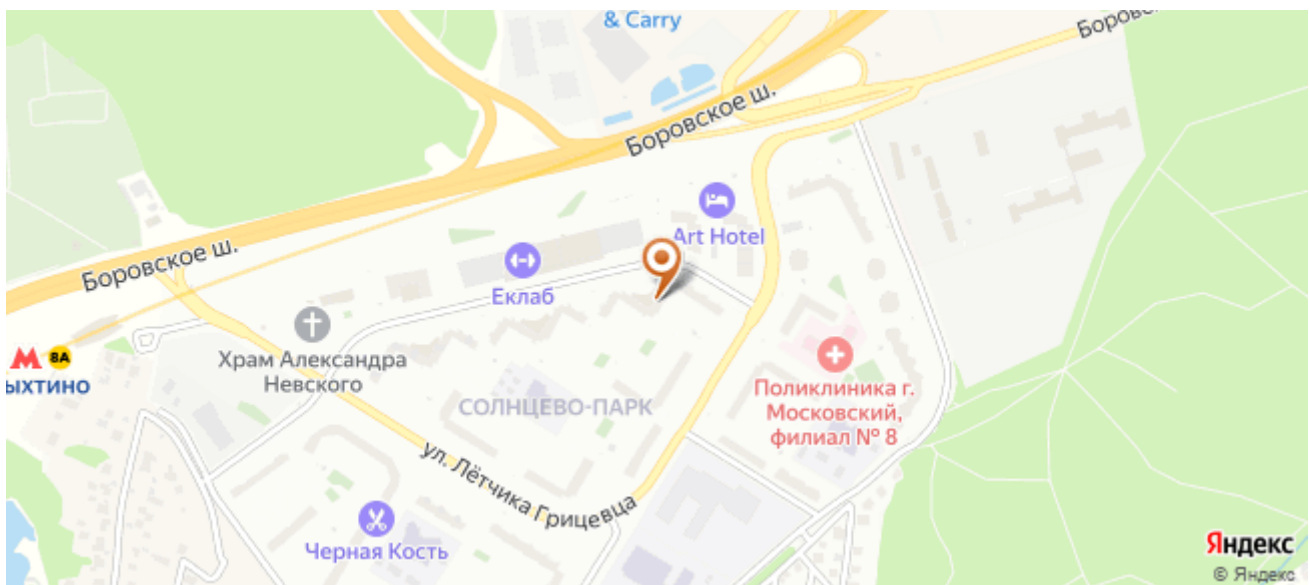 & Carry
Боровс
Боровское ш.
Art Hotel
Боровское ш.
Еклаб
Храм Александра
Невского
М 8А
ЫХТИНО
СОЛНЦЕВО-ПАРК
Поликлиника г.
Московский,
филиал № 8
ул. Лётчика Грицевца
Черная Кость
Яндекс
© Яндекс